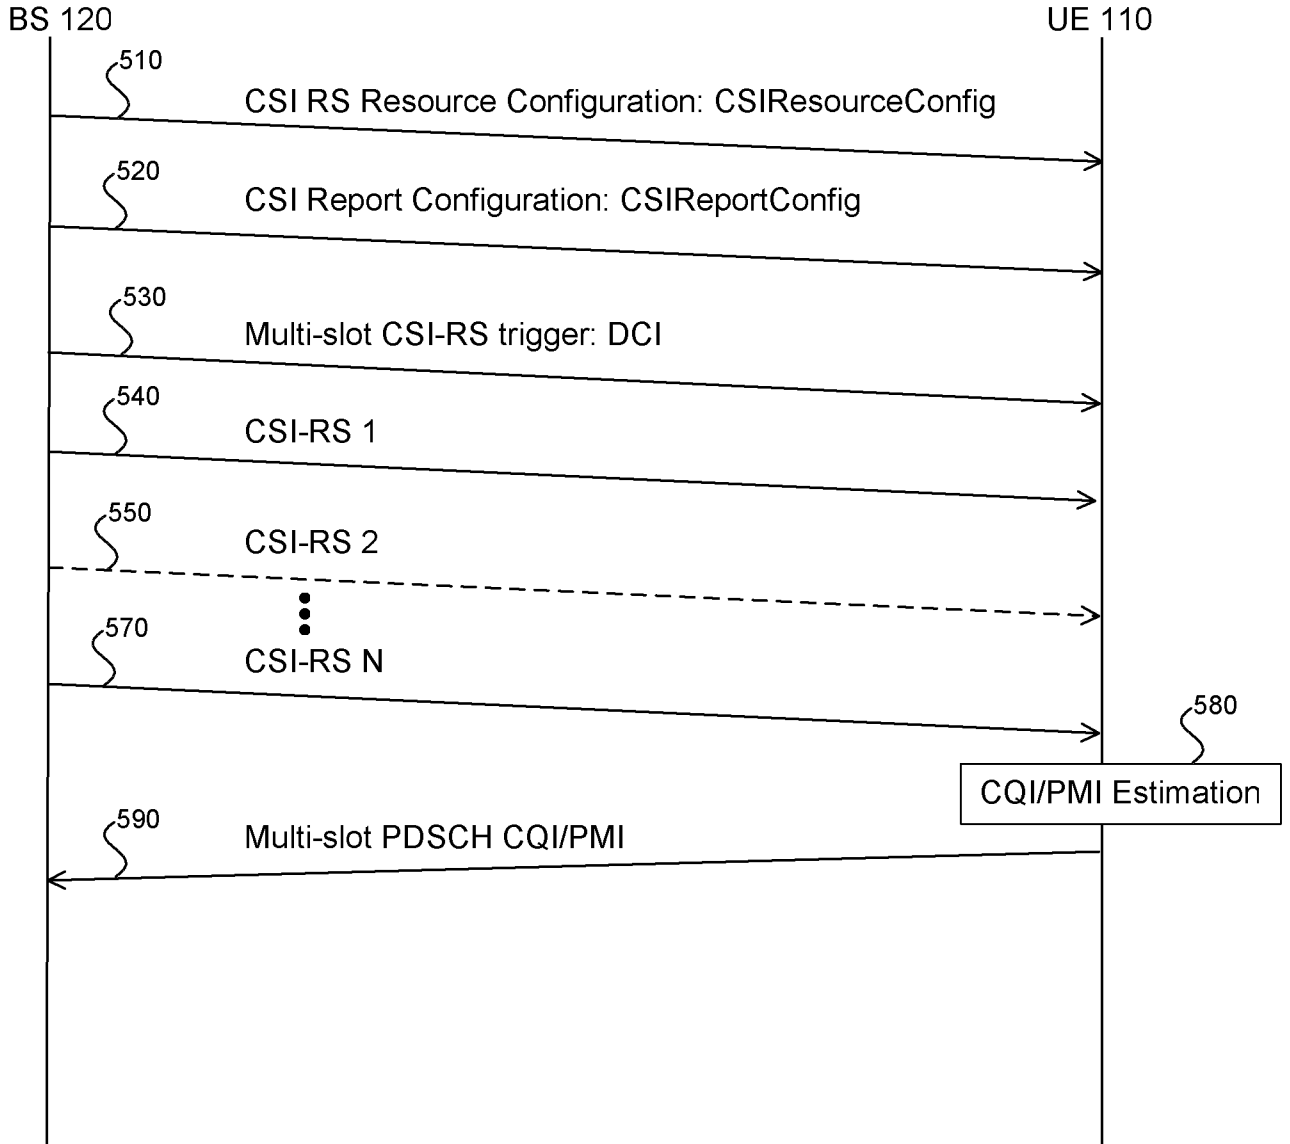 BS 120
UE 110
510
CSI RS Resource Configuration: CSIResourceConfig
520
CSI Report Configuration: CSIReportConfig
530
Multi-slot CSI-RS trigger: DCI
540
CSI-RS 1
550
CSI-RS 2
570
CSI-RS N
580
CQI/PMI Estimation
590
Multi-slot PDSCH CQI/PMI